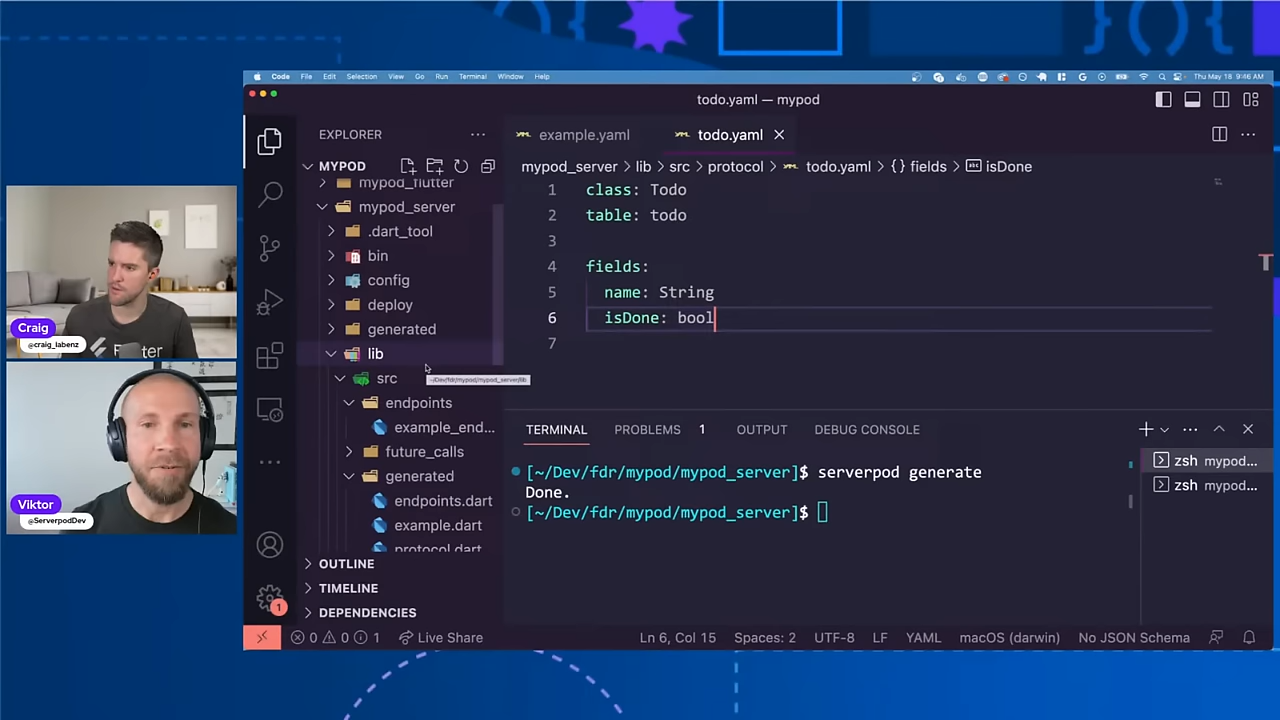 Code File Edit Selection View Go Run Terminal Window Help
Thu May 18 9:46 AM
todo.yaml — mypod
EXPLORER
example.yaml
todo.yaml
MYPOD
mypod_server > lib > src > protocol > todo.yaml > {} fields > isDone
mypod_flutter
mypod_server
.dart_tool
bin
config
deploy
generated
lib
~/Dev/fdr/mypod/mypod_server/lib
src
endpoints
example_end...
future_calls
generated
endpoints.dart
example.dart
protocol.dart
OUTLINE
TIMELINE
DEPENDENCIES
1 class: Todo
2 table: todo
3
4 fields:
5 name: String
6 isDone: bool
7
TERMINAL PROBLEMS 1 OUTPUT DEBUG CONSOLE
[~/Dev/fdr/mypod/mypod_server]$ serverpod generate
Done.
[~/Dev/fdr/mypod/mypod_server]$
zsh mypod...
zsh mypod...
1
0 0 1 Live Share
Ln 6, Col 15 Spaces: 2 UTF-8 LF YAML macOS (darwin) No JSON Schema
Craig
@craig_labenz
Viktor
@ServerpodDev